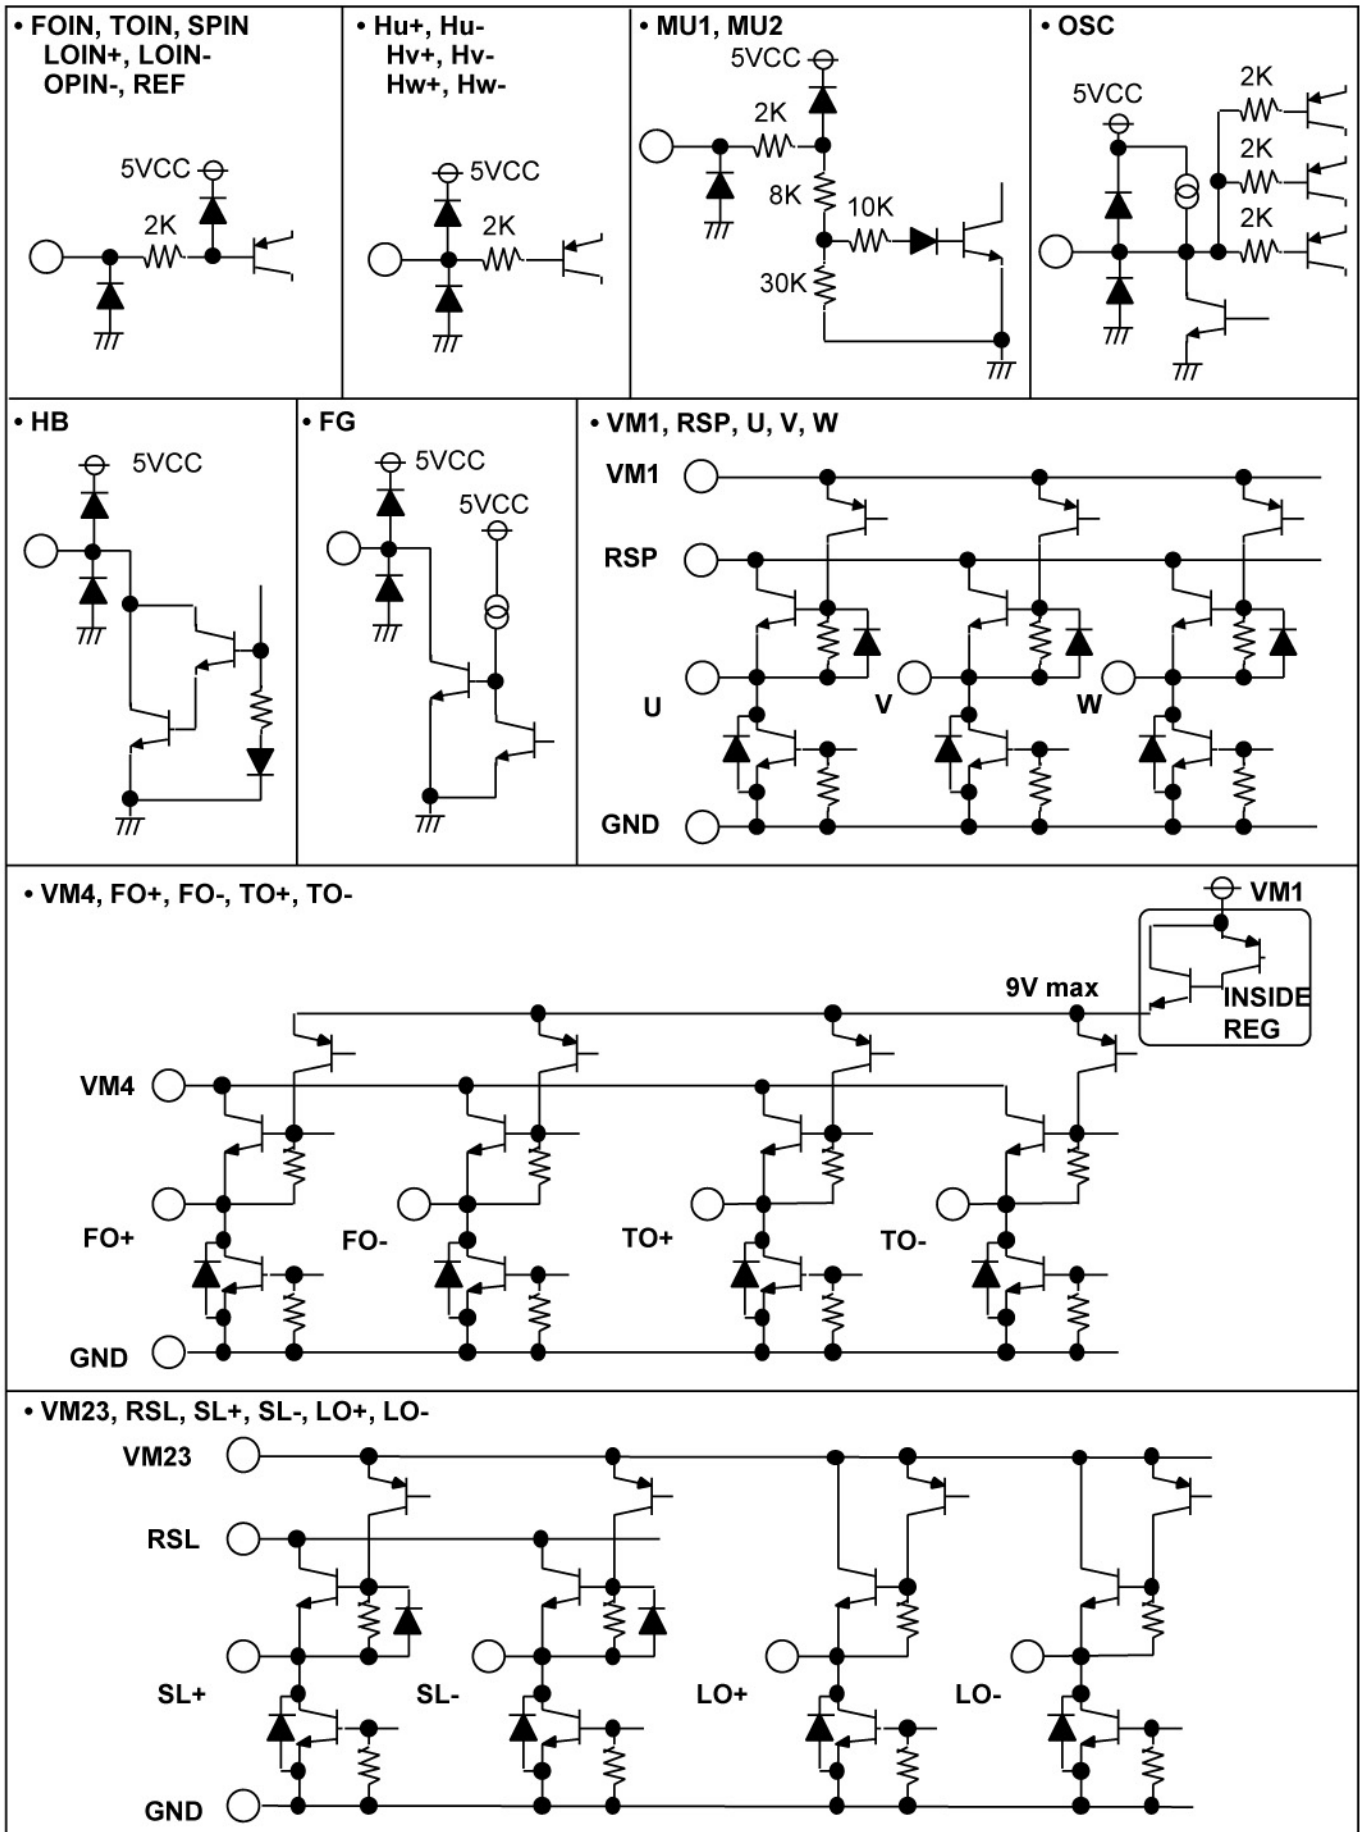 • FOIN, TOIN, SPIN
LOIN+, LOIN-
OPIN-, REF
5VCC
2K
• Hu+, Hu-
Hv+, Hv-
Hw+, Hw-
5VCC
2K
• MU1, MU2
5VCC
2K
8K
10K
30K
• OSC
5VCC
2K
2K
2K
• HB
5VCC
• FG
5VCC
5VCC
• VM1, RSP, U, V, W
VM1
RSP
U
V
W
GND
• VM4, FO+, FO-, TO+, TO-
VM1
9V max
INSIDE
REG
VM4
FO+
FO-
TO+
TO-
GND
• VM23, RSL, SL+, SL-, LO+, LO-
VM23
RSL
SL+
SL-
LO+
LO-
GND